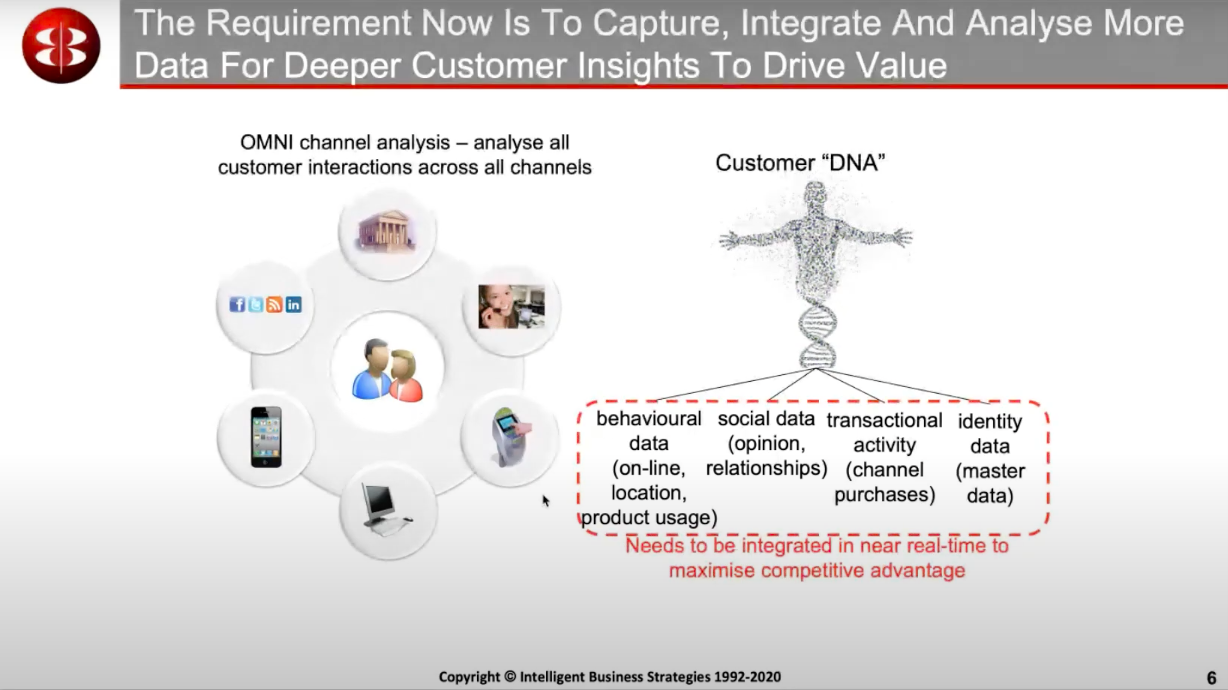 The Requirement Now Is To Capture, Integrate And Analyse More
Data For Deeper Customer Insights To Drive Value
OMNI channel analysis – analyse all
customer interactions across all channels
Customer “DNA”
behavioural
data
(on-line,
location,
product usage)
social data
(opinion,
relationships)
transactional
activity
(channel
purchases)
identity
data
(master
data)
Needs to be integrated in near real-time to
maximise competitive advantage
Copyright © Intelligent Business Strategies 1992-2020
6